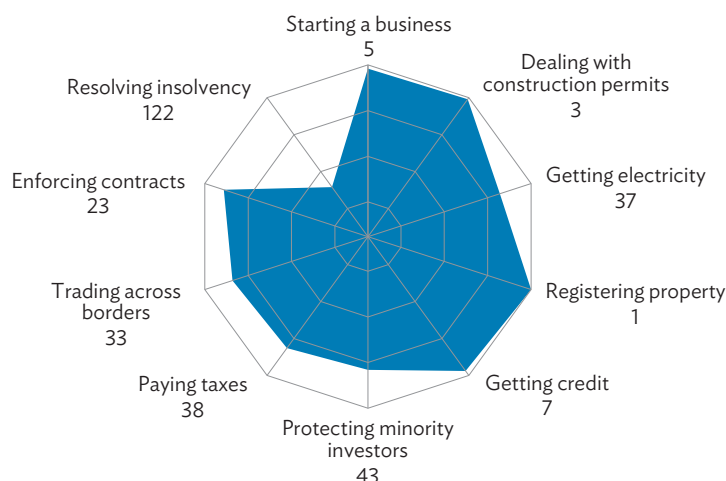 Starting a business
5
Dealing with
construction permits
3
Getting electricity
37
Registering property
1
Getting credit
7
Protecting minority
investors
43
Paying taxes
38
Trading across
borders
33
Enforcing contracts
23
Resolving insolvency
122